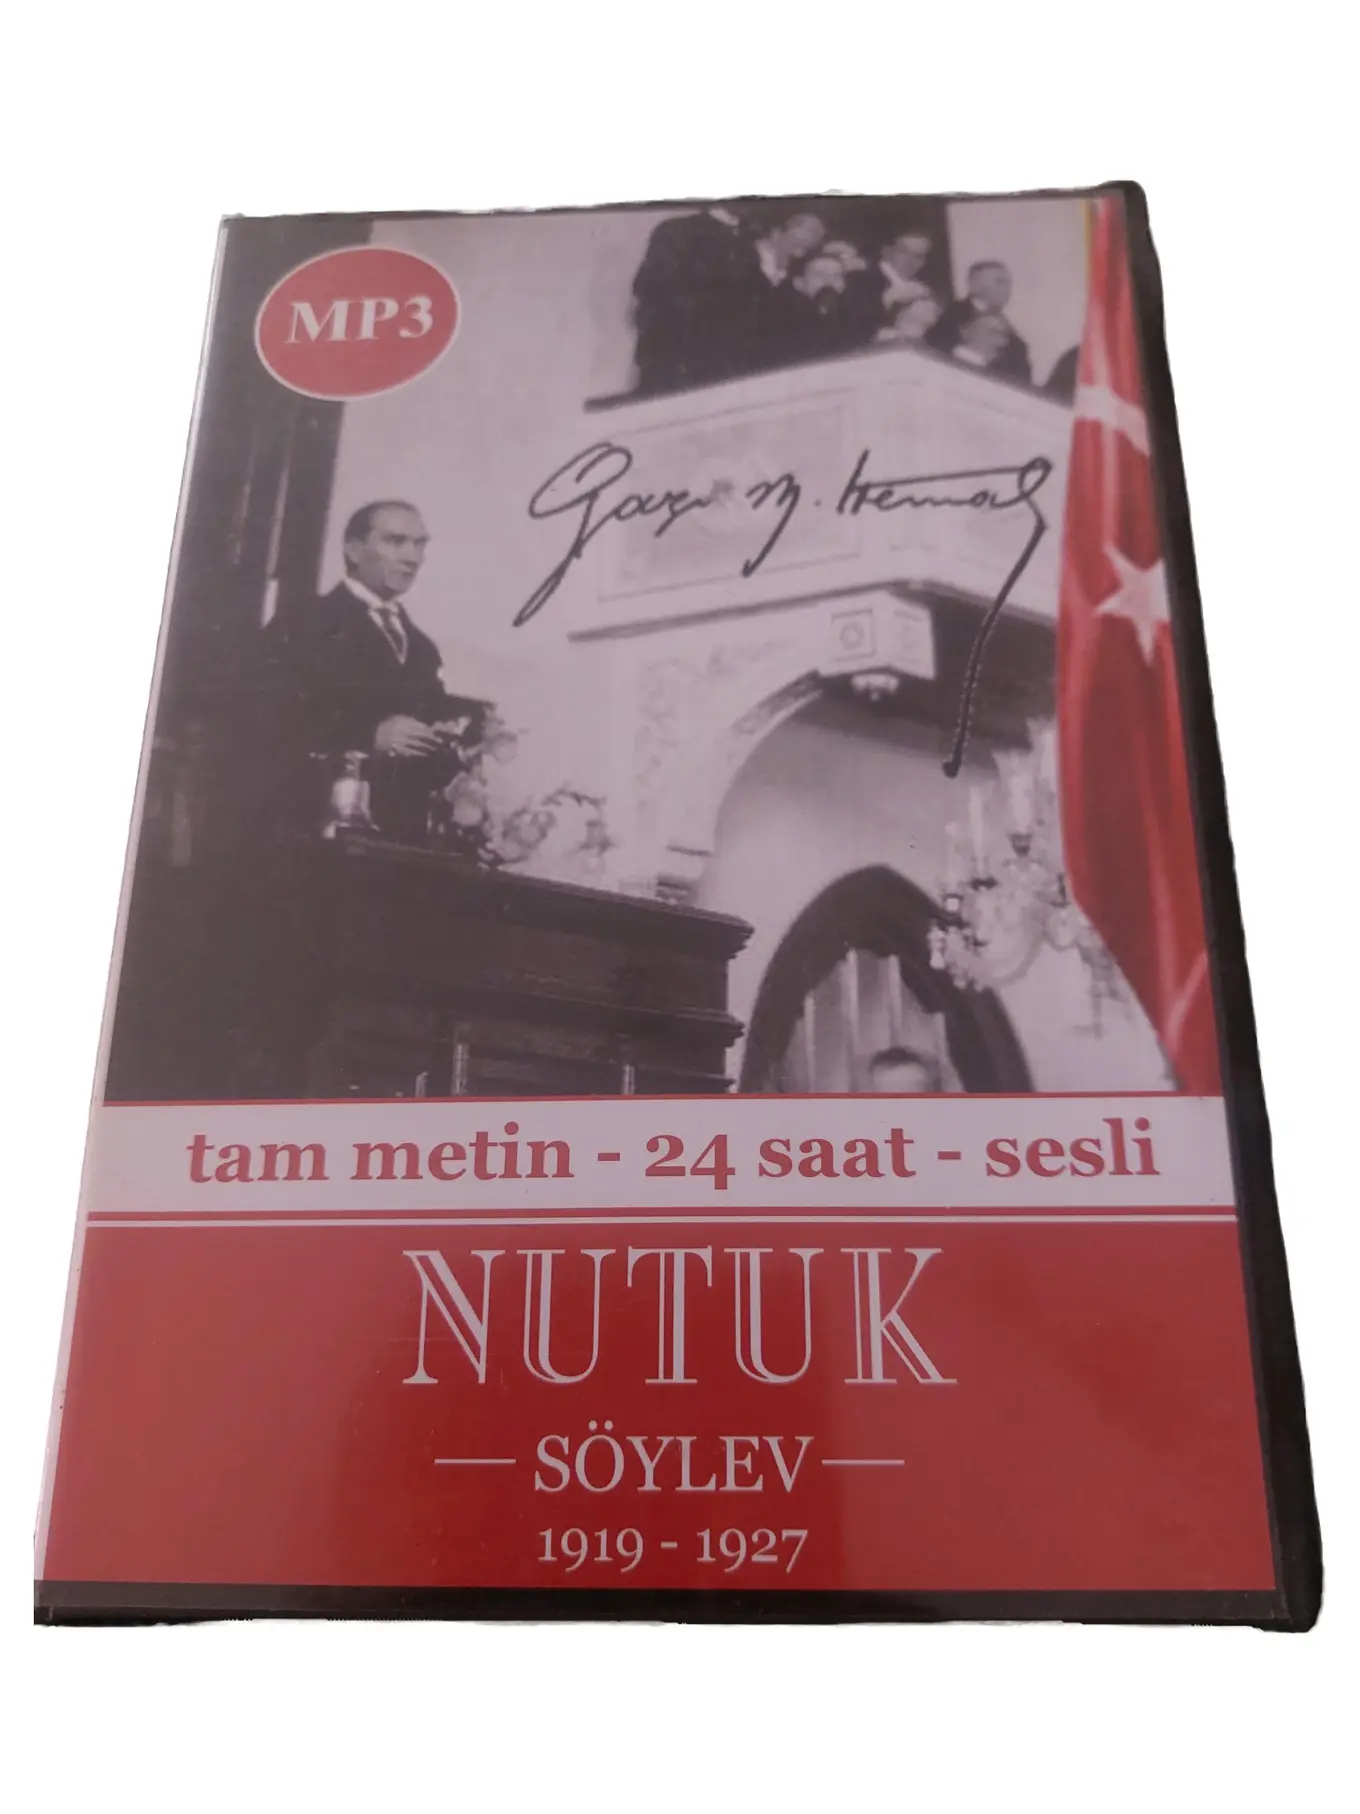 MP3
Gazi M. Kemal
tam metin - 24 saat - sesli
NUTUK
— SÖYLEV —
1919 - 1927